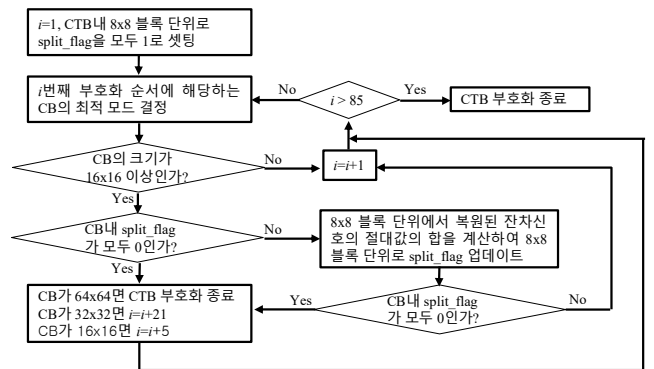 i=1, CTB내 8x8 블록 단위로
split_flag을 모두 1로 셋팅
i번째 부호화 순서에 해당하는
CB의 최적 모드 결정
No
i > 85
Yes
CTB 부호화 종료
CB의 크기가
16x16 이상인가?
No
i=i+1
Yes
CB내 split_flag
가 모두 0인가?
No
8x8 블록 단위에서 복원된 잔차신
호의 절대값의 합을 계산하여 8x8
블록 단위로 split_flag 업데이트
Yes
CB가 64x64면 CTB 부호화 종료
CB가 32x32면 i=i+21
CB가 16x16면 i=i+5
Yes
CB내 split_flag
가 모두 0인가?
No